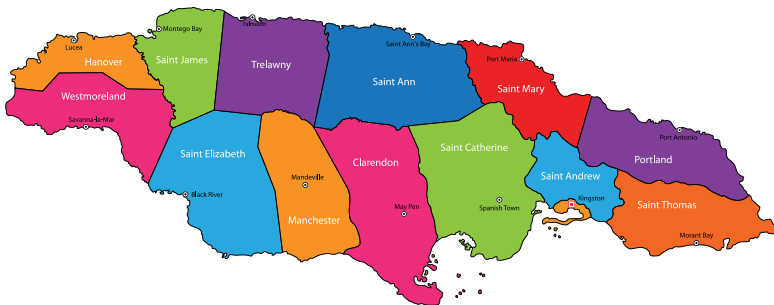 Montego Bay
Falmouth
Lucea
Saint Ann's Bay
Hanover
Saint James
Trelawny
Port Maria
Saint Ann
Saint Mary
Westmoreland
Savanna-la-Mar
Port Antonio
Saint Elizabeth
Clarendon
Saint Catherine
Portland
Saint Andrew
Mandeville
Black River
Kingston
Spanish Town
Saint Thomas
May Pen
Manchester
Morant Bay